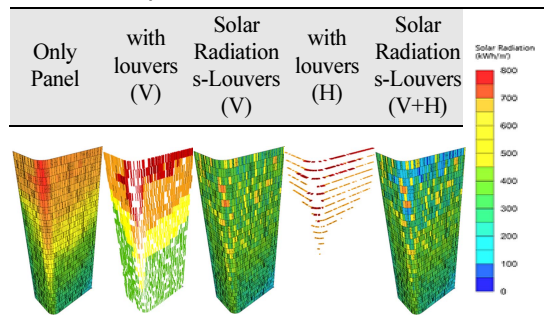 Only
Panel
with
louvers
(V)
Solar
Radiation
s-Louvers
(V)
with
louvers
(H)
Solar
Radiation
s-Louvers
(V+H)
Solar Radiation
(kWh/m²)
800
700
600
500
400
300
200
100
0